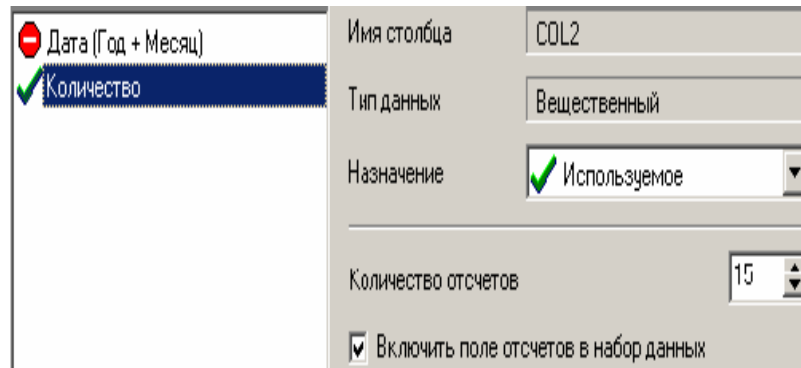 Дата (Год + Месяц)
Количество
Имя столбца COL2
Тип данных Вещественный
Назначение Используемое
Количество отсчетов 15
Включить поле отсчетов в набор данных